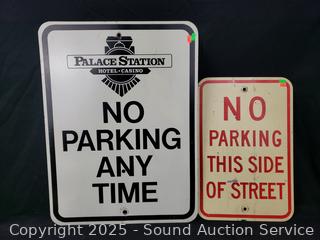 PALACE STATION
HOTEL • CASINO
NO
PARKING
ANY
TIME
NO
PARKING
THIS SIDE
OF STREET
Copyright 2025 - Sound Auction Service